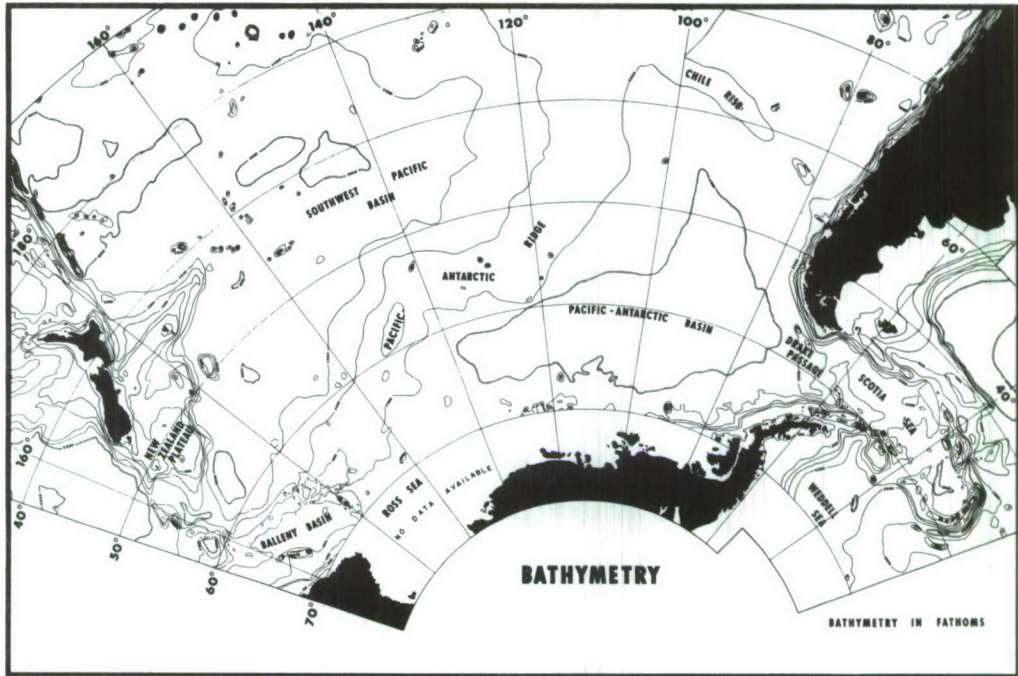 160°
140°
120°
100°
80°
CHILE
RISE
SOUTHWEST PACIFIC
BASIN
RIDGE
ANTARCTIC
PACIFIC-
PACIFIC-ANTARCTIC BASIN
180°
60°
DRAKE
PASSAGE
SCOTIA
SEA
40°
NEW
ZEALAND
PLATEAU
160°
40°
50°
60°
70°
BALLENY BASIN
ROSS SEA
NO DATA AVAILABLE
WEDDELL
SEA
BATHYMETRY
BATHYMETRY IN FATHOMS